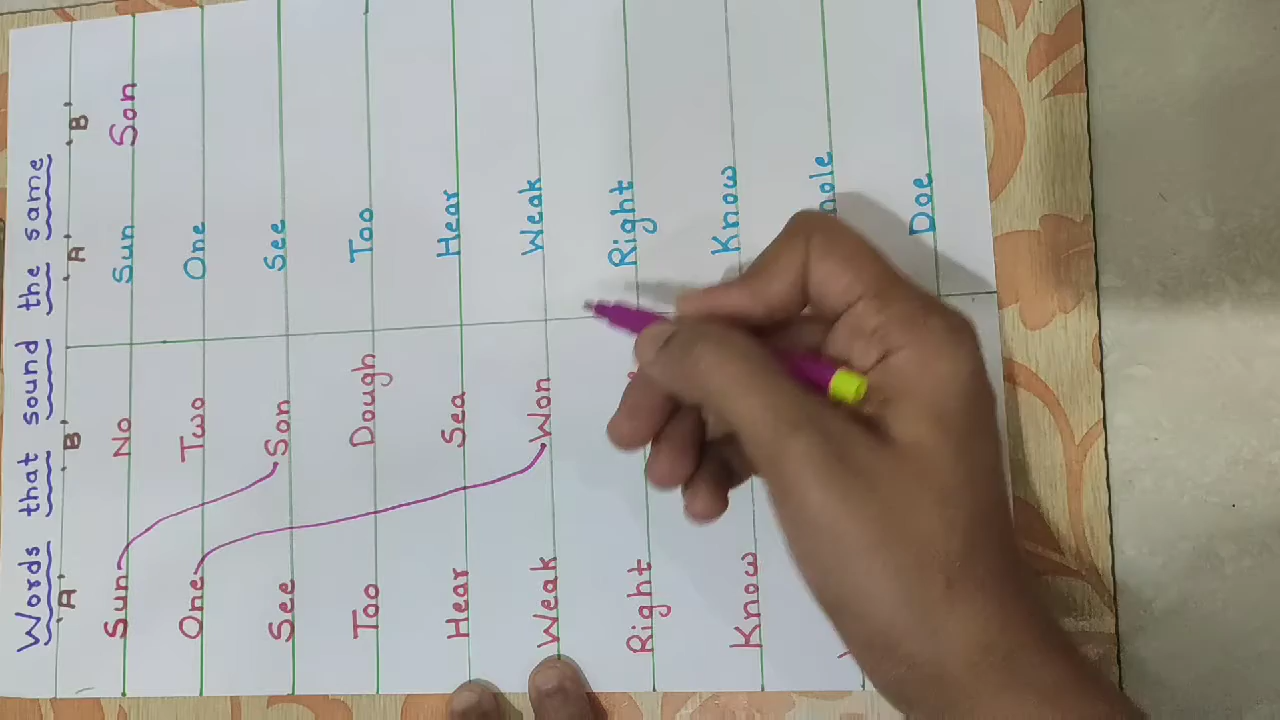 Words that sound the same
A B A B
Sun No Sun Son
One Two One
See Son See
Too Dough Too
Hear Sea Hear
Weak Won Weak
Right Right
Know Know
Doe